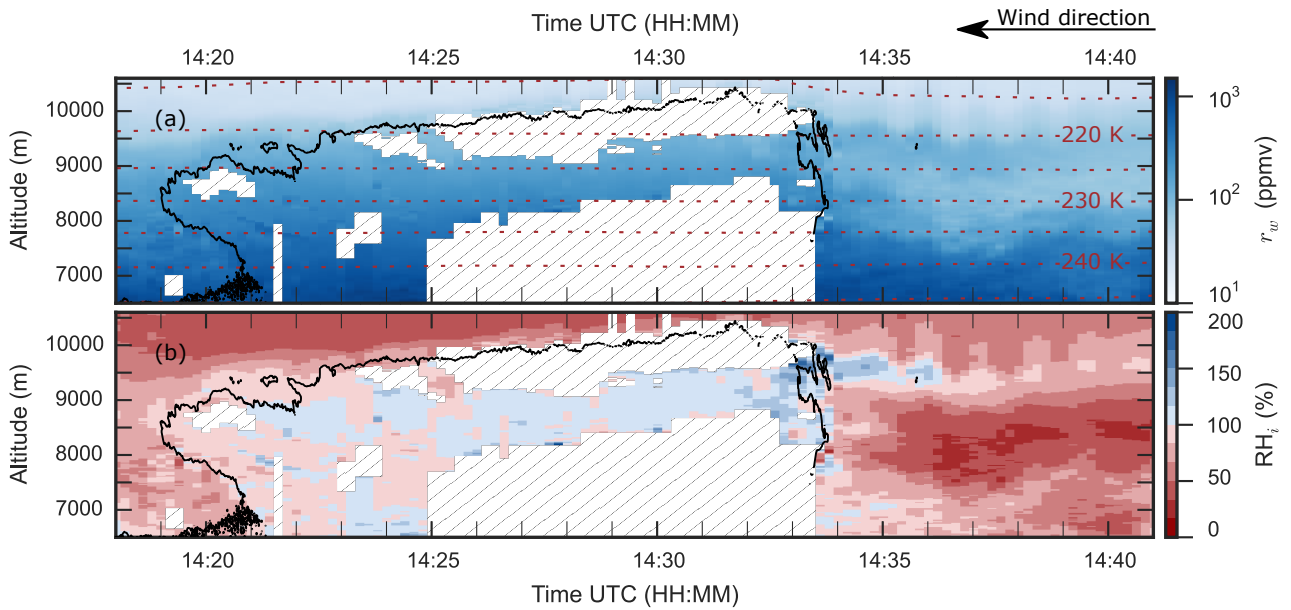 Time UTC (HH:MM)
Wind direction
14:20 14:25 14:30 14:35 14:40
(a)
10000
9000
8000
7000
Altitude (m)
220 K
230 K
240 K
10³
10²
10¹
r_w (ppmv)
(b)
10000
9000
8000
7000
Altitude (m)
200
150
100
50
0
RHᵢ (%)
14:20 14:25 14:30 14:35 14:40
Time UTC (HH:MM)